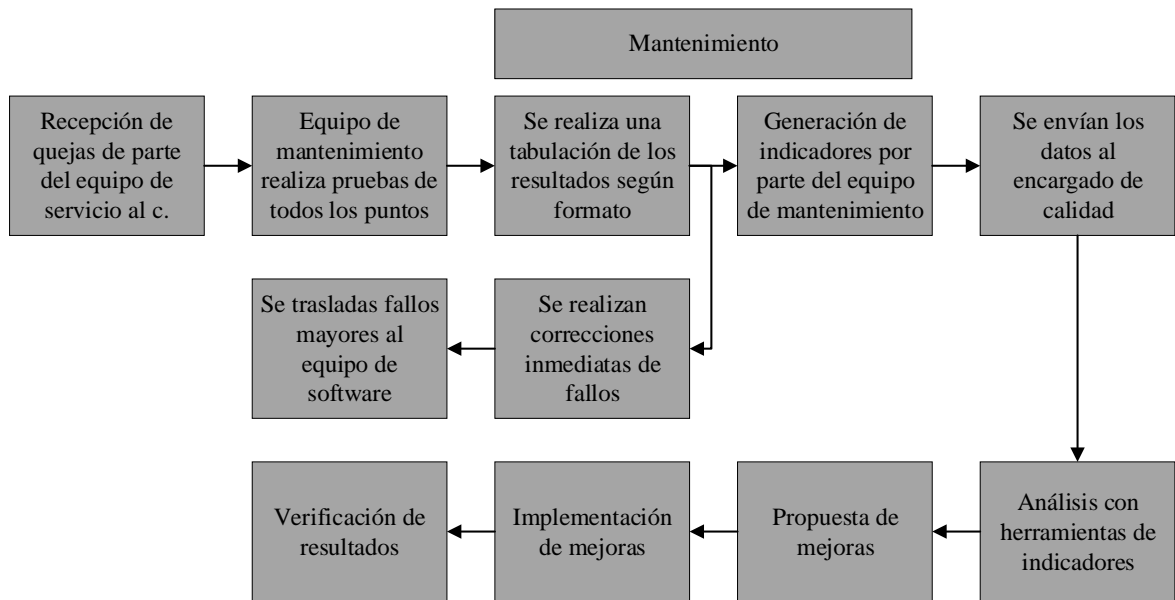 Mantenimiento
Recepción de
quejas de parte
del equipo de
servicio al c.
Equipo de
mantenimiento
realiza pruebas de
todos los puntos
Se realiza una
tabulación de los
resultados según
formato
Generación de
indicadores por
parte del equipo
de mantenimiento
Se envían los
datos al
encargado de
calidad
Se trasladas fallos
mayores al
equipo de
software
Se realizan
correcciones
inmediatas de
fallos
Verificación de
resultados
Implementación
de mejoras
Propuesta de
mejoras
Análisis con
herramientas de
indicadores